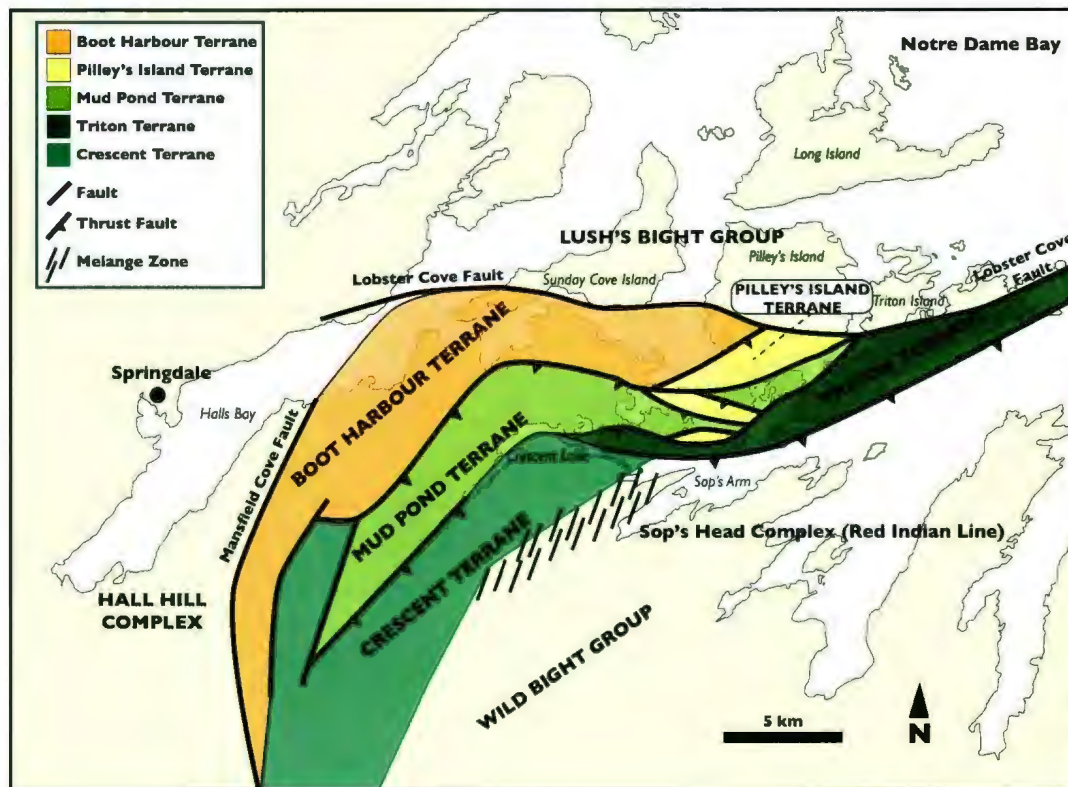 Boot Harbour Terrane
Pilley's Island Terrane
Mud Pond Terrane
Triton Terrane
Crescent Terrane
Fault
Thrust Fault
Melange Zone
Notre Dame Bay
Long Island
LUSH'S BIGHT GROUP
Pilley's Island
Lobster Cove
Fault
Lobster Cove Fault
Sunday Cove Island
PILLEY'S ISLAND
TERRANE
Triton Island
TRITON TERRANE
Springdale
Halls Bay
Mansfield Cove Fault
BOOT HARBOUR TERRANE
MUD POND TERRANE
Crescent Lake
CRESCENT TERRANE
Sop's Arm
Sop's Head Complex (Red Indian Line)
HALL HILL
COMPLEX
WILD BIGHT GROUP
5 km
N